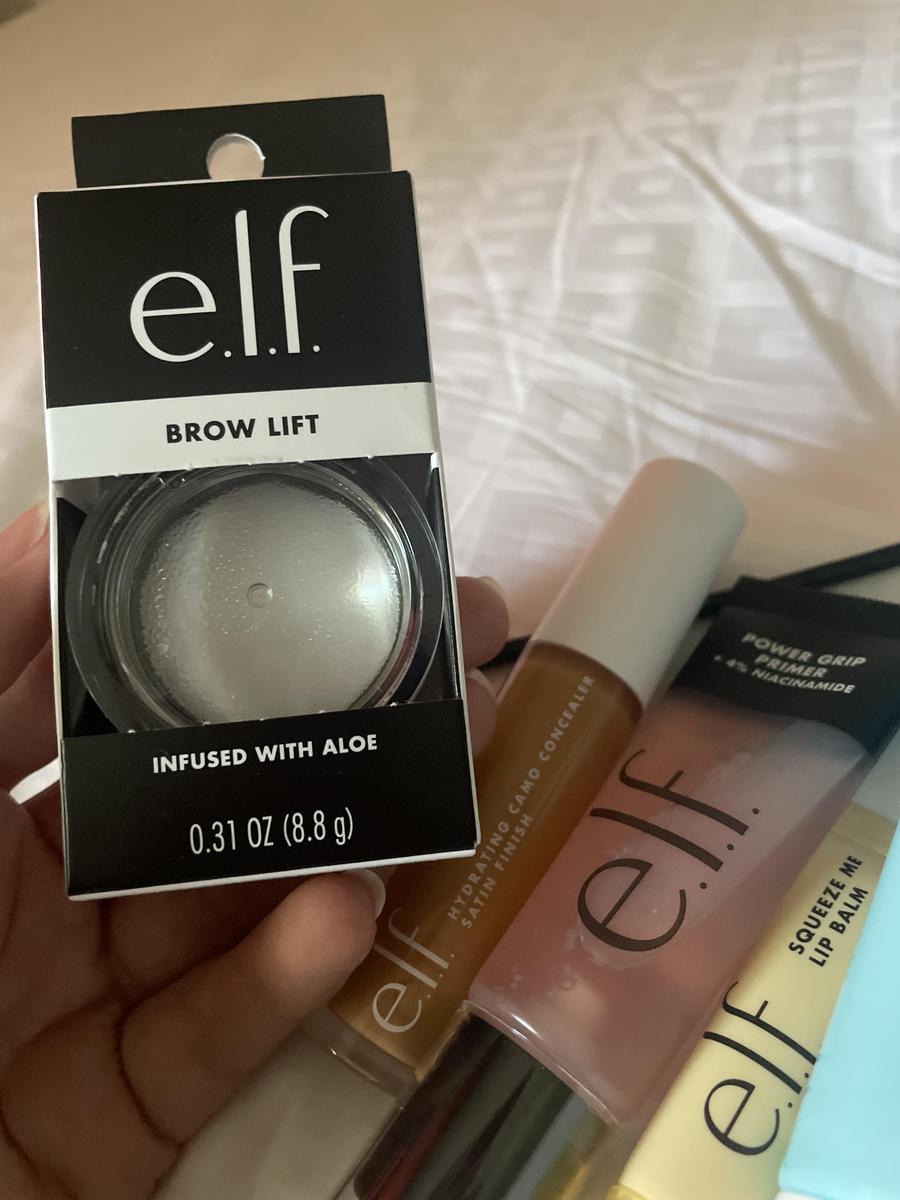 e.l.f.
BROW LIFT
INFUSED WITH ALOE
0.31 OZ (8.8 g)
HYDRATING CAMO CONCEALER
SATIN FINISH
e.l.f.
POWER GRIP
PRIMER
+ 4% NIACINAMIDE
e.l.f.
SQUEEZE ME
LIP BALM
e.l.f.